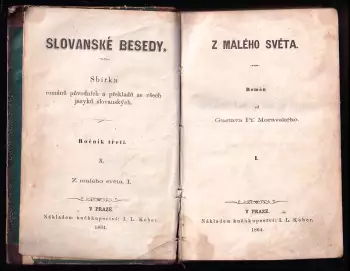 SLOVANSKÉ BESEDY.
Sbírka
románů původních a překladů ze všech
jazyků slovanských.
Ročník třetí.
X.
Z malého světa. I.
V PRAZE.
Nákladem kněhkupectví: I. L. Kober.
1864.
Z MALÉHO SVĚTA.
Román
od
Gustava Pf. Moravského.
I.
V PRAZE.
Nákladem kněhkupectví: I. L. Kober.
1864.